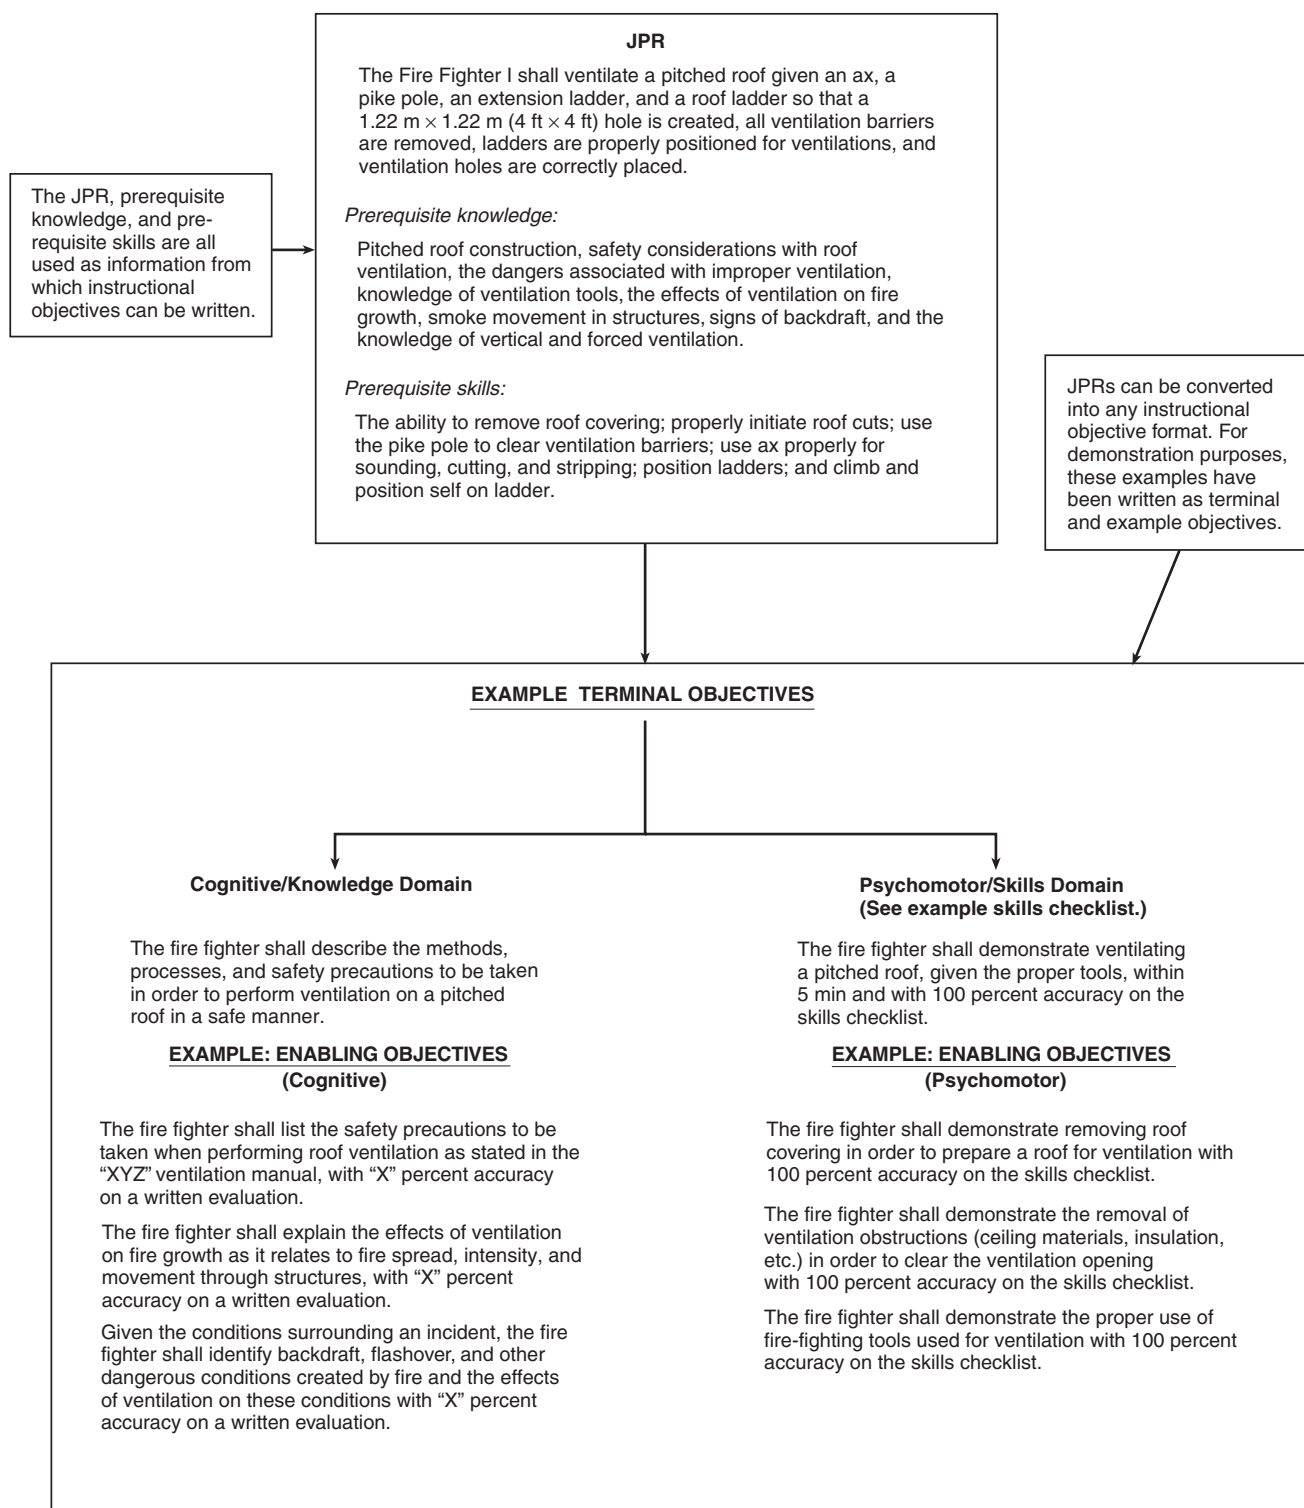 JPR
The Fire Fighter I shall ventilate a pitched roof given an ax, a
pike pole, an extension ladder, and a roof ladder so that a
1.22 m × 1.22 m (4 ft × 4 ft) hole is created, all ventilation barriers
are removed, ladders are properly positioned for ventilations, and
ventilation holes are correctly placed.
Prerequisite knowledge:
Pitched roof construction, safety considerations with roof
ventilation, the dangers associated with improper ventilation,
knowledge of ventilation tools, the effects of ventilation on fire
growth, smoke movement in structures, signs of backdraft, and the
knowledge of vertical and forced ventilation.
Prerequisite skills:
The ability to remove roof covering; properly initiate roof cuts; use
the pike pole to clear ventilation barriers; use ax properly for
sounding, cutting, and stripping; position ladders; and climb and
position self on ladder.
The JPR, prerequisite
knowledge, and pre-
requisite skills are all
used as information from
which instructional
objectives can be written.
JPRs can be converted
into any instructional
objective format. For
demonstration purposes,
these examples have
been written as terminal
and example objectives.
EXAMPLE TERMINAL OBJECTIVES
Cognitive/Knowledge Domain
The fire fighter shall describe the methods,
processes, and safety precautions to be taken
in order to perform ventilation on a pitched
roof in a safe manner.
EXAMPLE: ENABLING OBJECTIVES
(Cognitive)
The fire fighter shall list the safety precautions to be
taken when performing roof ventilation as stated in the
“XYZ” ventilation manual, with “X” percent accuracy
on a written evaluation.
The fire fighter shall explain the effects of ventilation
on fire growth as it relates to fire spread, intensity, and
movement through structures, with “X” percent
accuracy on a written evaluation.
Given the conditions surrounding an incident, the fire
fighter shall identify backdraft, flashover, and other
dangerous conditions created by fire and the effects
of ventilation on these conditions with “X” percent
accuracy on a written evaluation.
Psychomotor/Skills Domain
(See example skills checklist.)
The fire fighter shall demonstrate ventilating
a pitched roof, given the proper tools, within
5 min and with 100 percent accuracy on the
skills checklist.
EXAMPLE: ENABLING OBJECTIVES
(Psychomotor)
The fire fighter shall demonstrate removing roof
covering in order to prepare a roof for ventilation with
100 percent accuracy on the skills checklist.
The fire fighter shall demonstrate the removal of
ventilation obstructions (ceiling materials, insulation,
etc.) in order to clear the ventilation opening
with 100 percent accuracy on the skills checklist.
The fire fighter shall demonstrate the proper use of
fire-fighting tools used for ventilation with 100 percent
accuracy on the skills checklist.